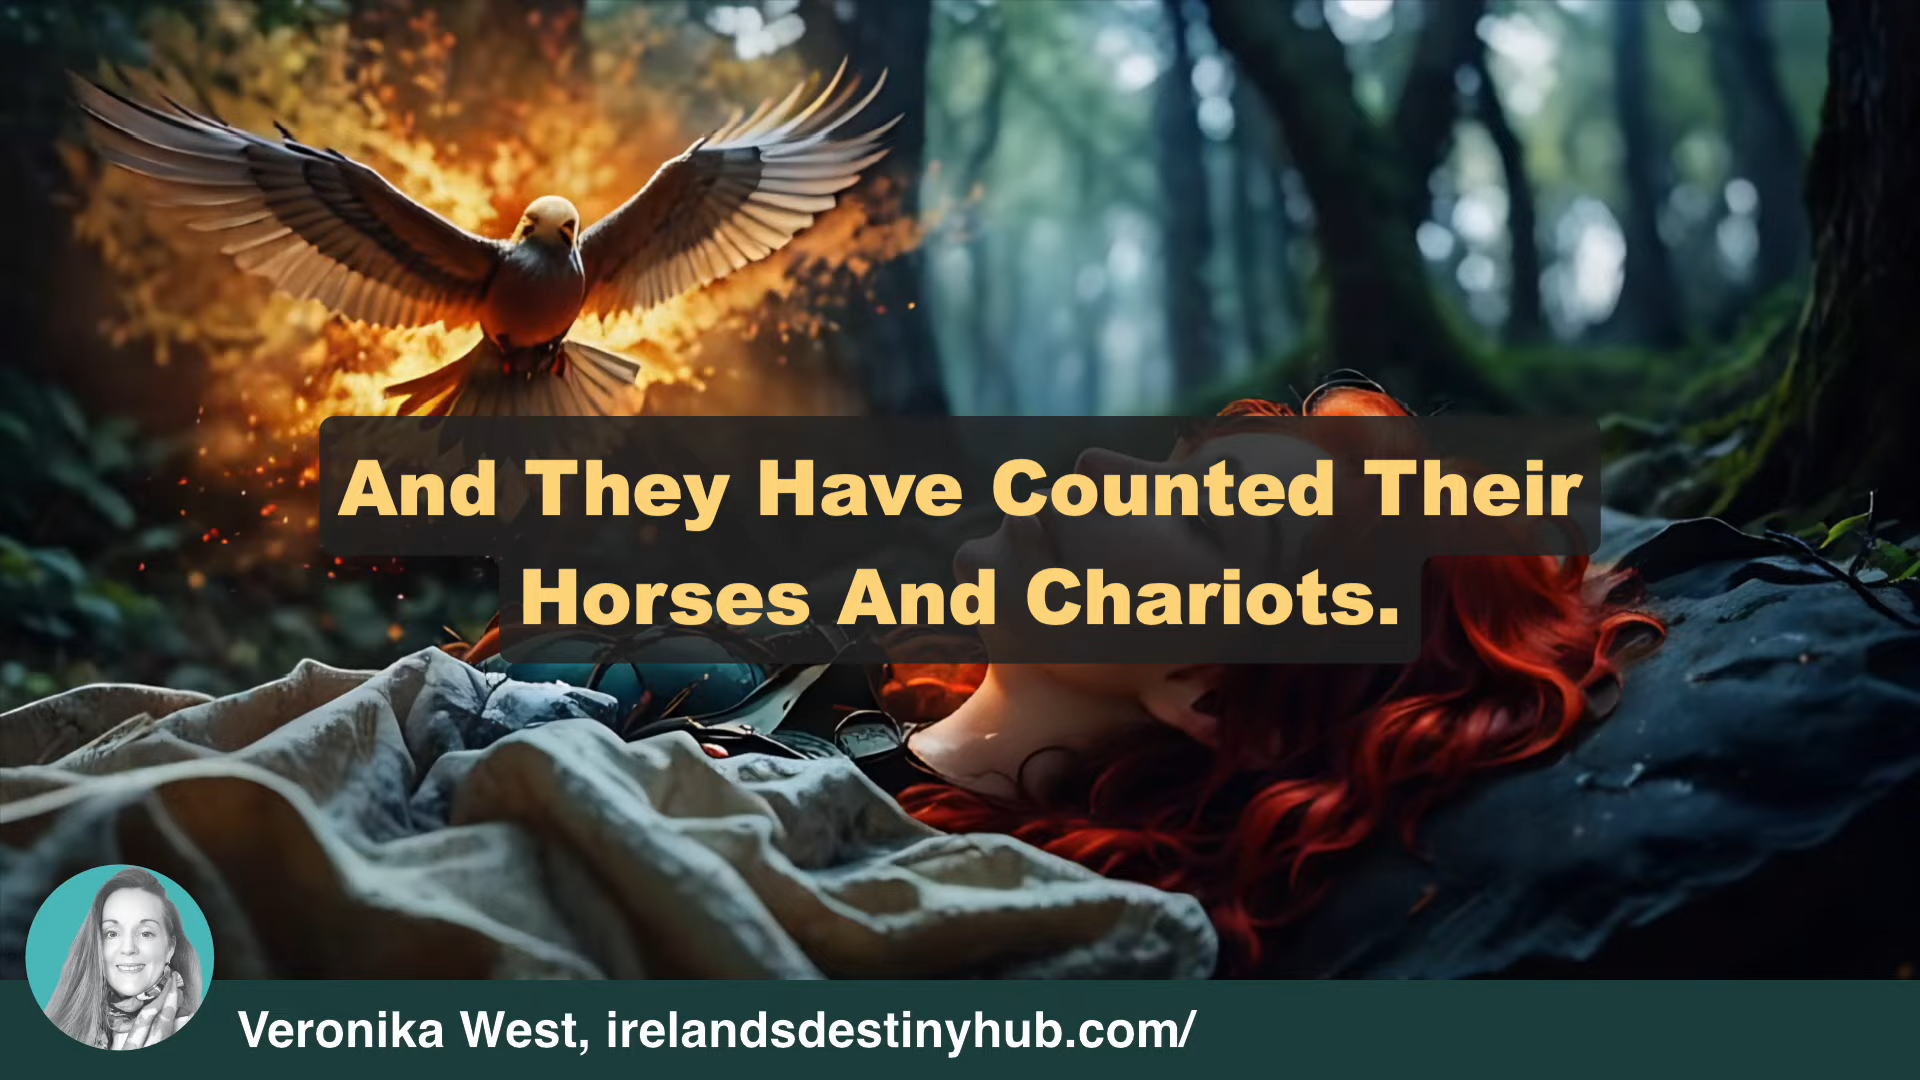 And They Have Counted Their
Horses And Chariots.
Veronika West, irelandsdestinyhub.com/